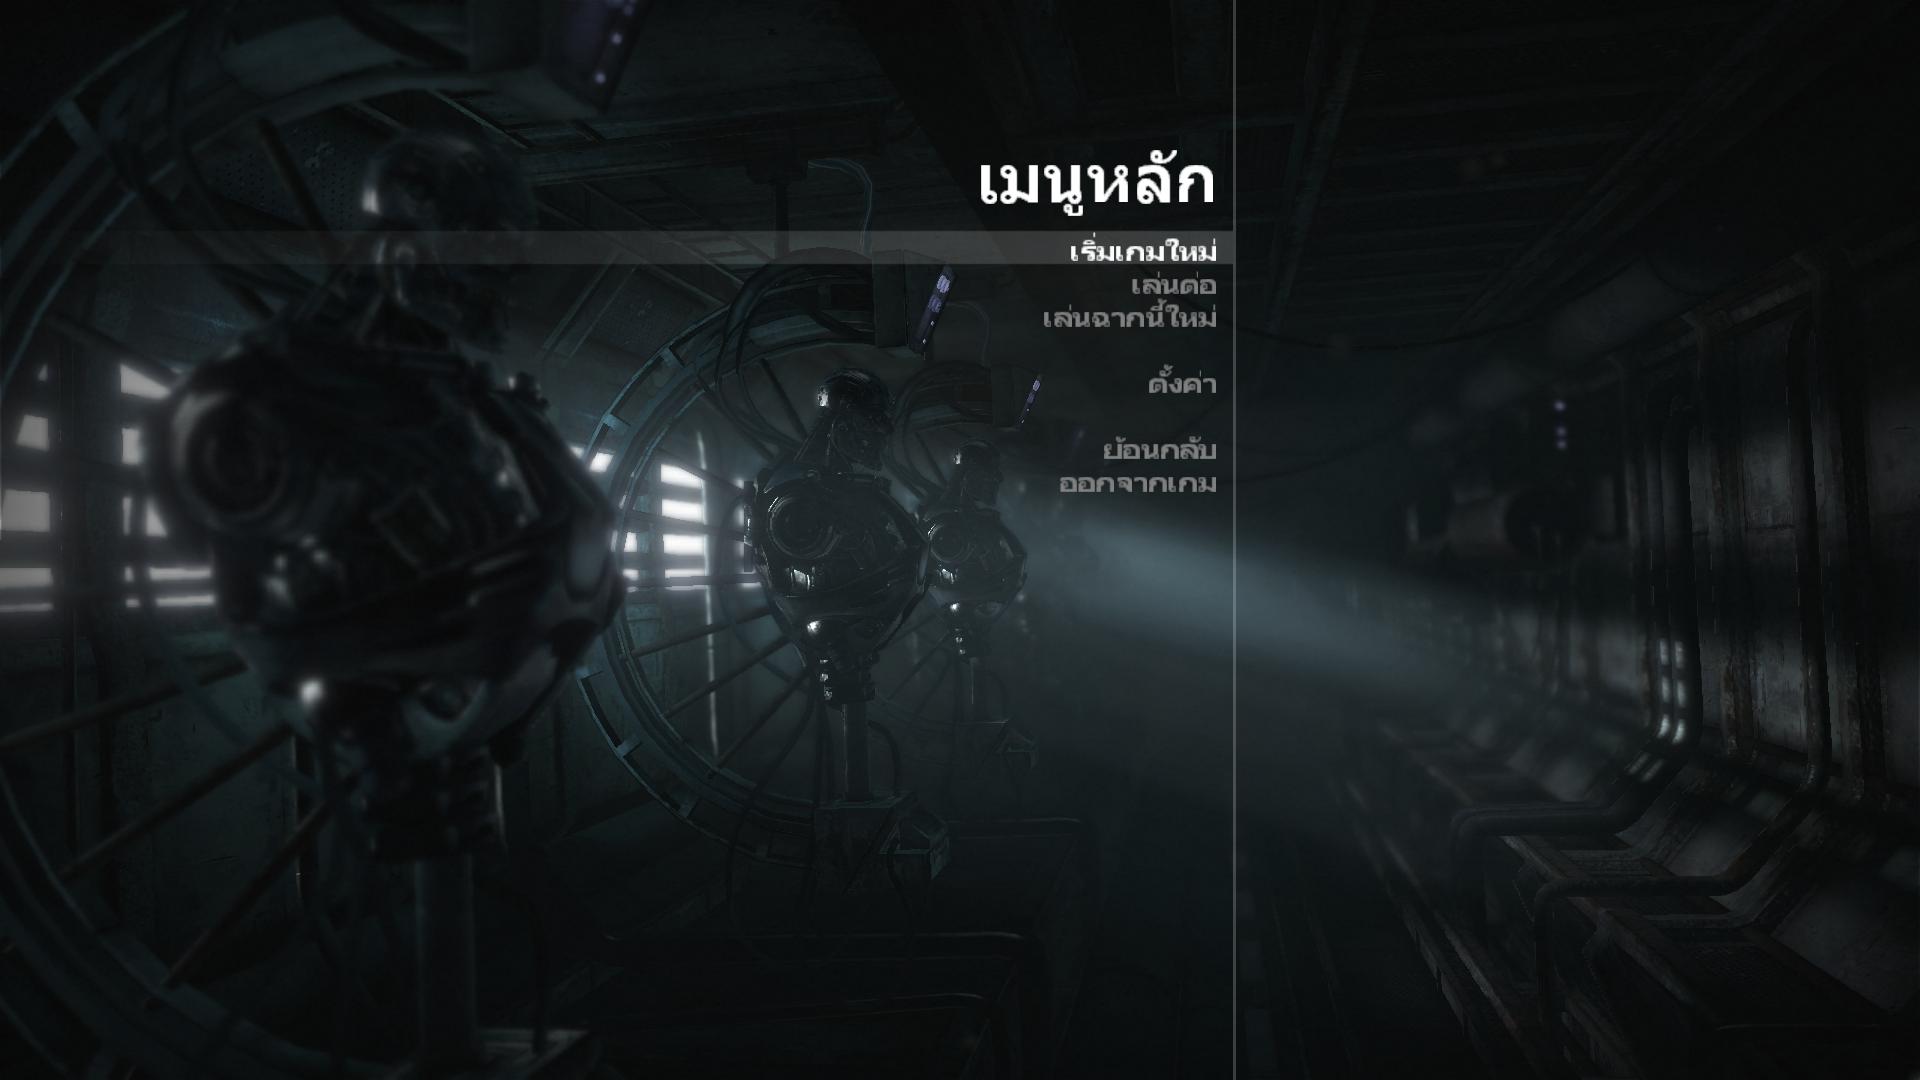 เมนูหลัก
เริ่มเกมใหม่
เล่นต่อ
เล่นฉากนี้ใหม่
ตั้งค่า
ย้อนกลับ
ออกจากเกม